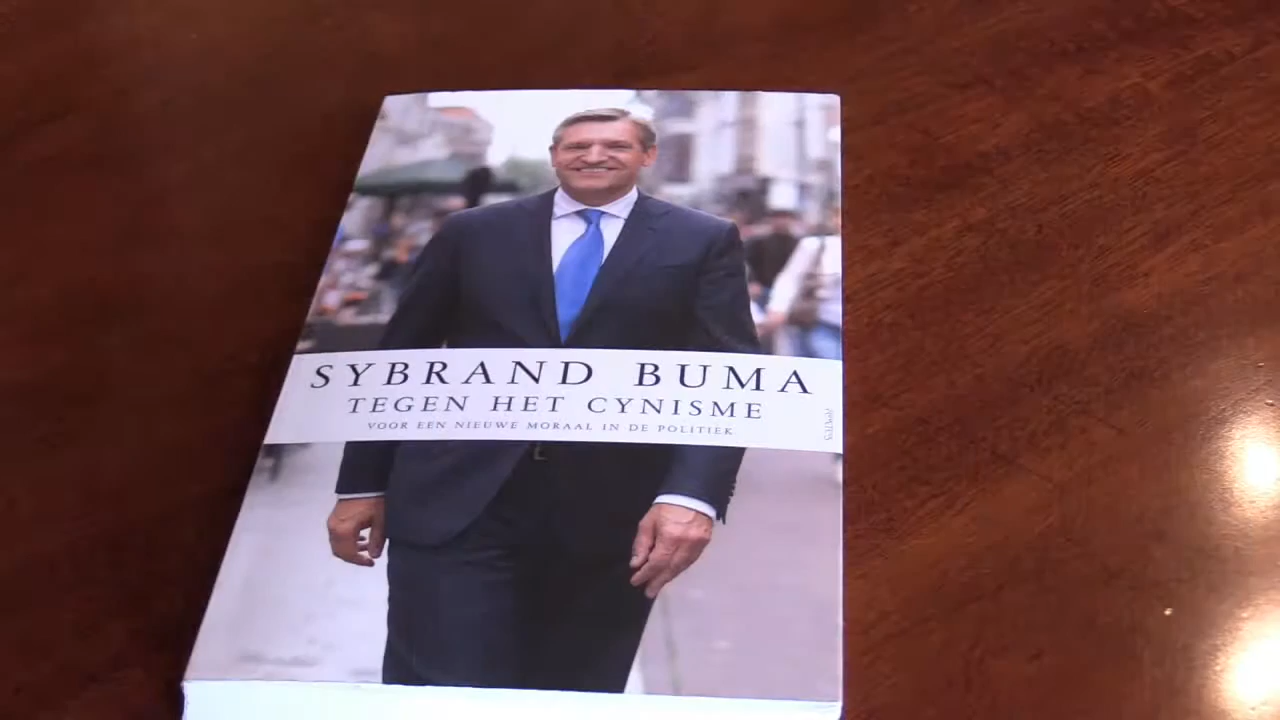 SYBRAND BUMA
TEGEN HET CYNISME
VOOR EEN NIEUWE MORAAL IN DE POLITIEK